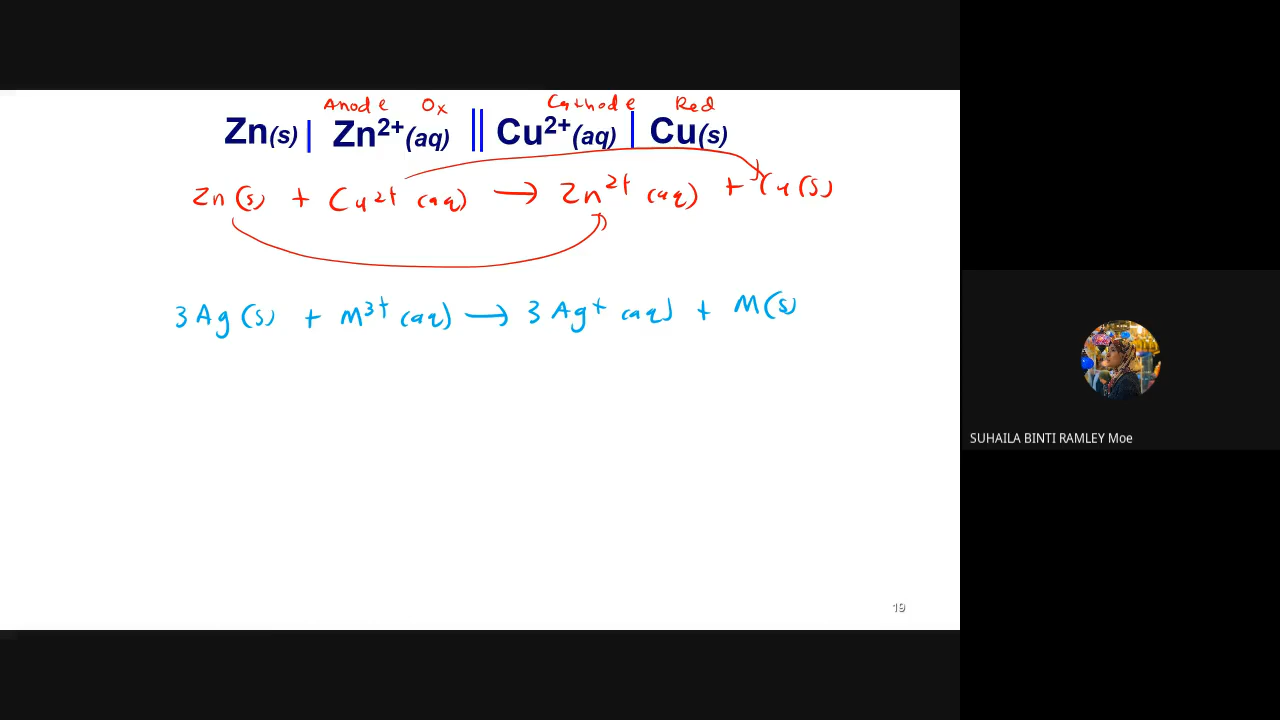 Anode Ox Cathode Red
Zn(s) | Zn²⁺(aq) || Cu²⁺(aq) | Cu(s)
Zn(s) + Cu²⁺(aq) → Zn²⁺(aq) + Cu(s)
3Ag(s) + M³⁺(aq) → 3Ag⁺(aq) + M(s)
19
SUHAILA BINTI RAMLEY Moe